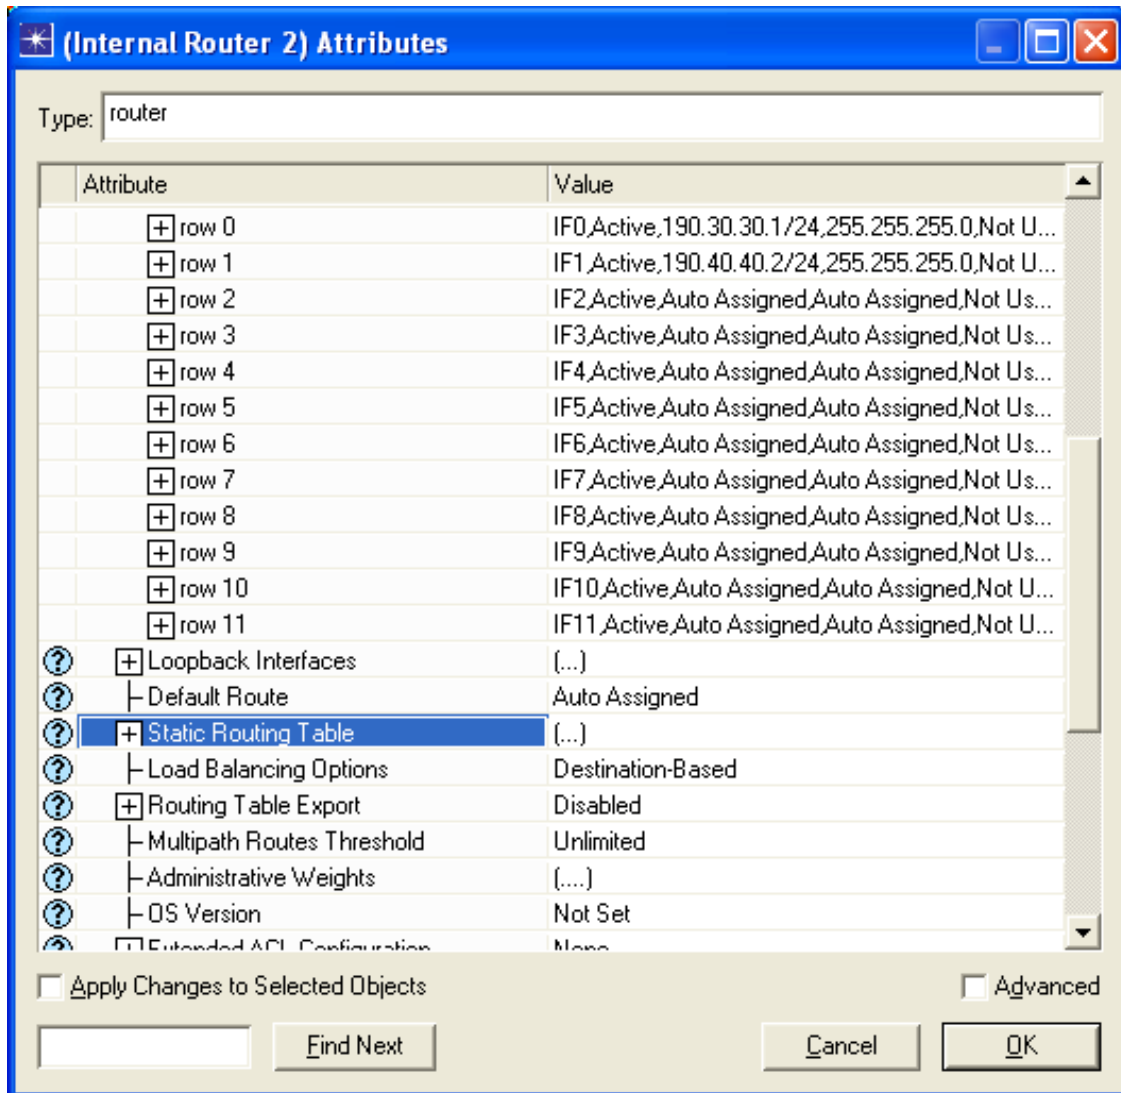 (Internal Router 2) Attributes
Type: router
Attribute Value
row 0 IF0,Active,190.30.30.1/24,255.255.255.0,Not U...
row 1 IF1,Active,190.40.40.2/24,255.255.255.0,Not U...
row 2 IF2,Active,Auto Assigned,Auto Assigned,Not Us...
row 3 IF3,Active,Auto Assigned,Auto Assigned,Not Us...
row 4 IF4,Active,Auto Assigned,Auto Assigned,Not Us...
row 5 IF5,Active,Auto Assigned,Auto Assigned,Not Us...
row 6 IF6,Active,Auto Assigned,Auto Assigned,Not Us...
row 7 IF7,Active,Auto Assigned,Auto Assigned,Not Us...
row 8 IF8,Active,Auto Assigned,Auto Assigned,Not Us...
row 9 IF9,Active,Auto Assigned,Auto Assigned,Not Us...
row 10 IF10,Active,Auto Assigned,Auto Assigned,Not U...
row 11 IF11,Active,Auto Assigned,Auto Assigned,Not U...
Loopback Interfaces (...)
Default Route Auto Assigned
Static Routing Table (...)
Load Balancing Options Destination-Based
Routing Table Export Disabled
Multipath Routes Threshold Unlimited
Administrative Weights (....)
OS Version Not Set
Extended ACL Configuration None
Apply Changes to Selected Objects Advanced
Find Next Cancel OK